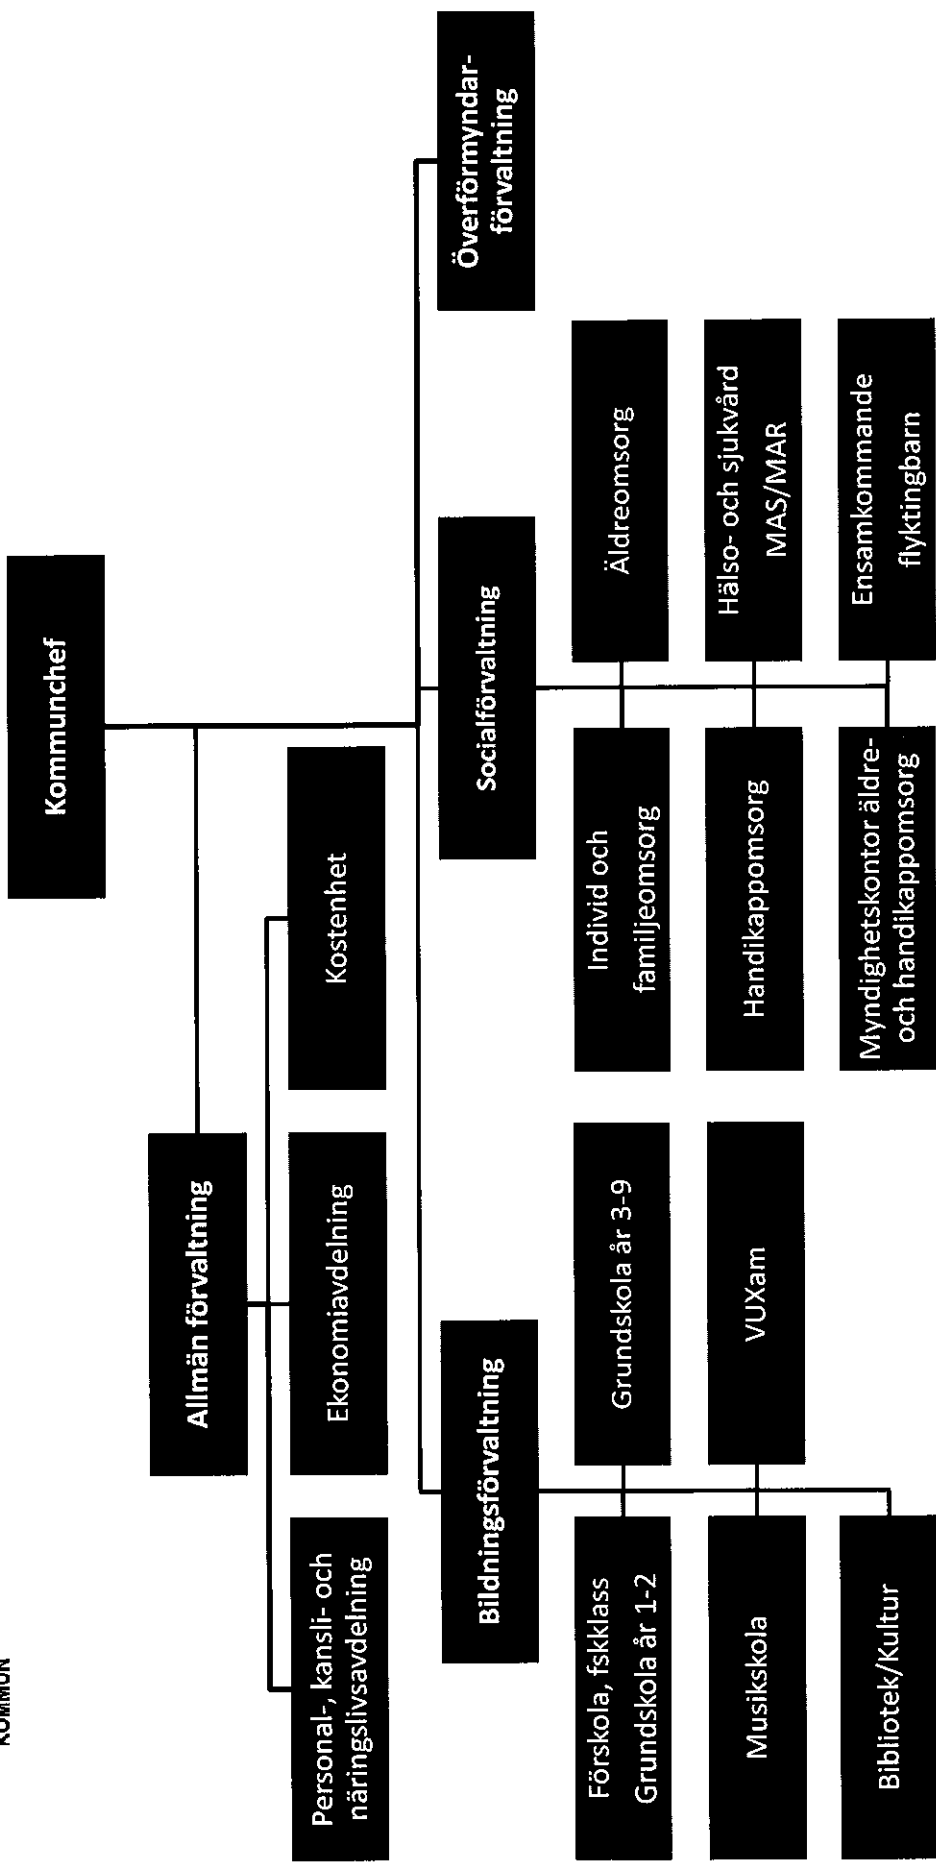 KOMMUN
Kommunchef
Allmän förvaltning
Personal-, kansli- och
näringslivsavdelning
Ekonomiavdelning
Kostenhet
Bildningsförvaltning
Socialförvaltning
Överförmyndar-
förvaltning
Förskola, fskklass
Grundskola år 1-2
Grundskola år 3-9
Individ och
familjeomsorg
Äldreomsorg
Musikskola
VUXam
Handikappomsorg
Hälso- och sjukvård
MAS/MAR
Bibliotek/Kultur
Myndighetskontor äldre-
och handikappomsorg
Ensamkommande
flyktingbarn